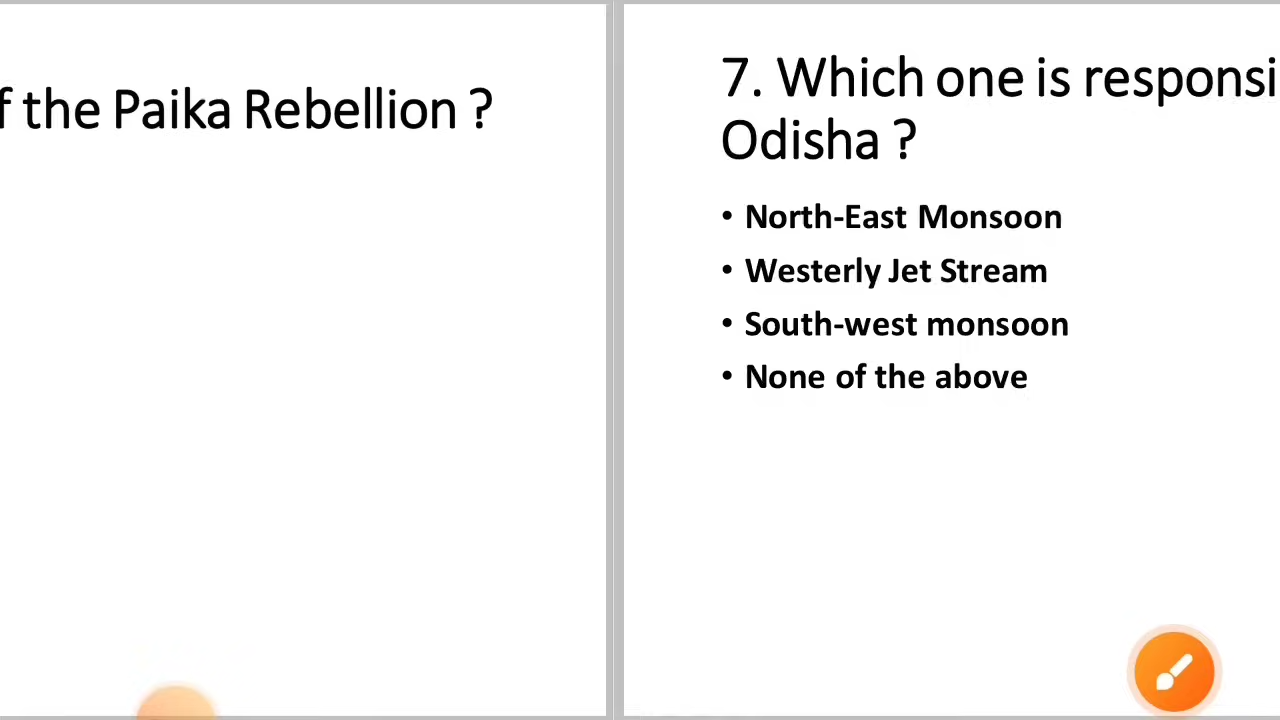 f the Paika Rebellion ?
7. Which one is responsi
Odisha ?
• North-East Monsoon
• Westerly Jet Stream
• South-west monsoon
• None of the above